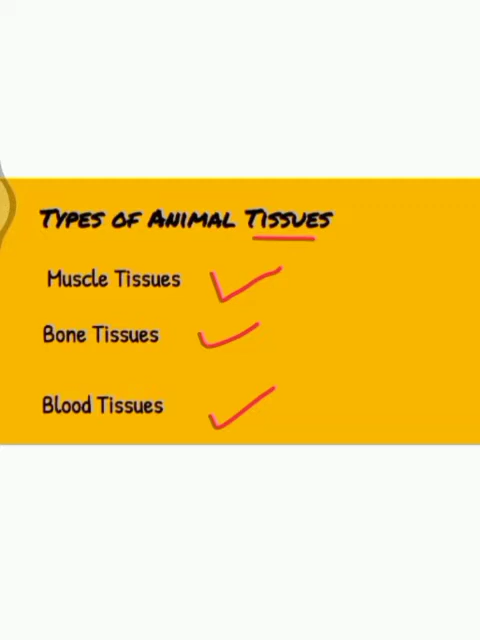 Types of Animal Tissues
Muscle Tissues
Bone Tissues
Blood Tissues